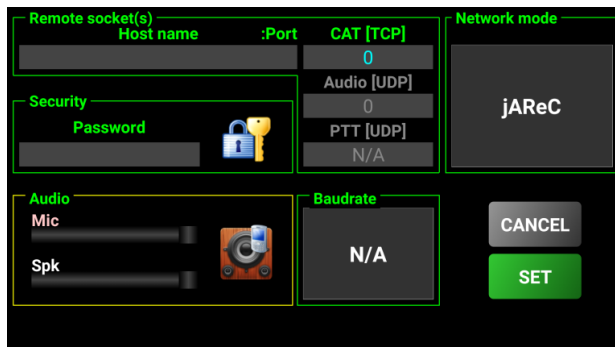 Remote socket(s)
Host name :Port
CAT [TCP]
0
Audio [UDP]
0
PTT [UDP]
N/A
Network mode
jAReC
Security
Password
Audio
Mic
Spk
Baudrate
N/A
CANCEL
SET